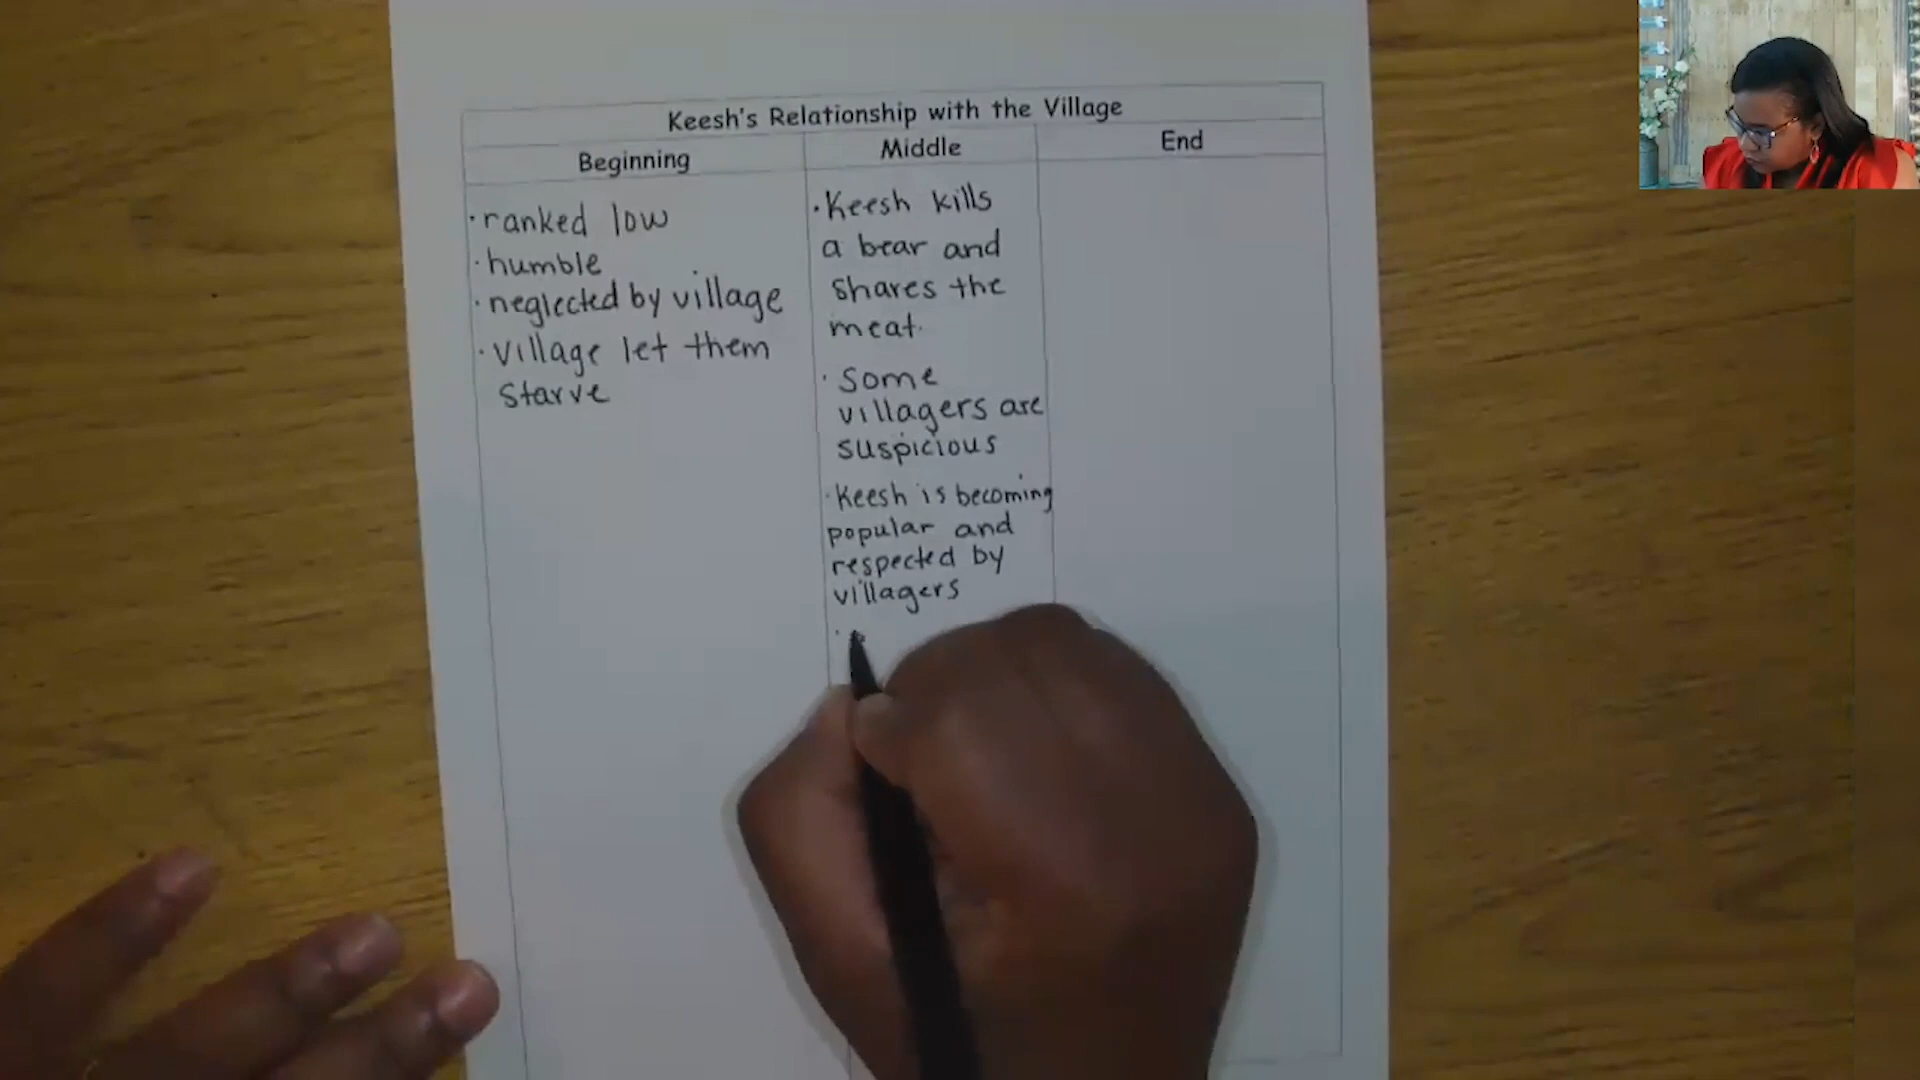 Keesh's Relationship with the Village
Beginning
Middle
End
· ranked low
· humble
· neglected by village
· village let them
starve
· Keesh kills
a bear and
shares the
meat.
· Some
villagers are
suspicious
· Keesh is becoming
popular and
respected by
villagers
·